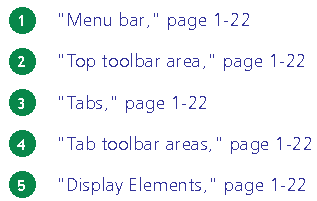 1 "Menu bar," page 1-22
2 "Top toolbar area," page 1-22
3 "Tabs," page 1-22
4 "Tab toolbar areas," page 1-22
5 "Display Elements," page 1-22